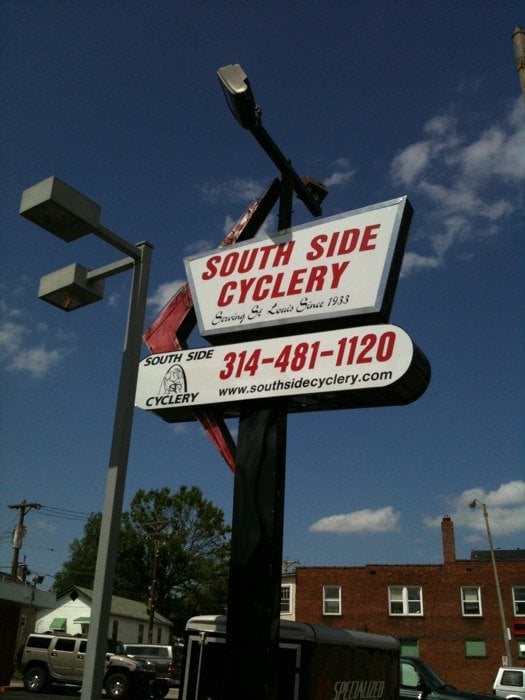 SOUTH SIDE
CYCLERY
Serving St Louis Since 1933
SOUTH SIDE
CYCLERY
314-481-1120
www.southsidecyclery.com
SPECIALIZED